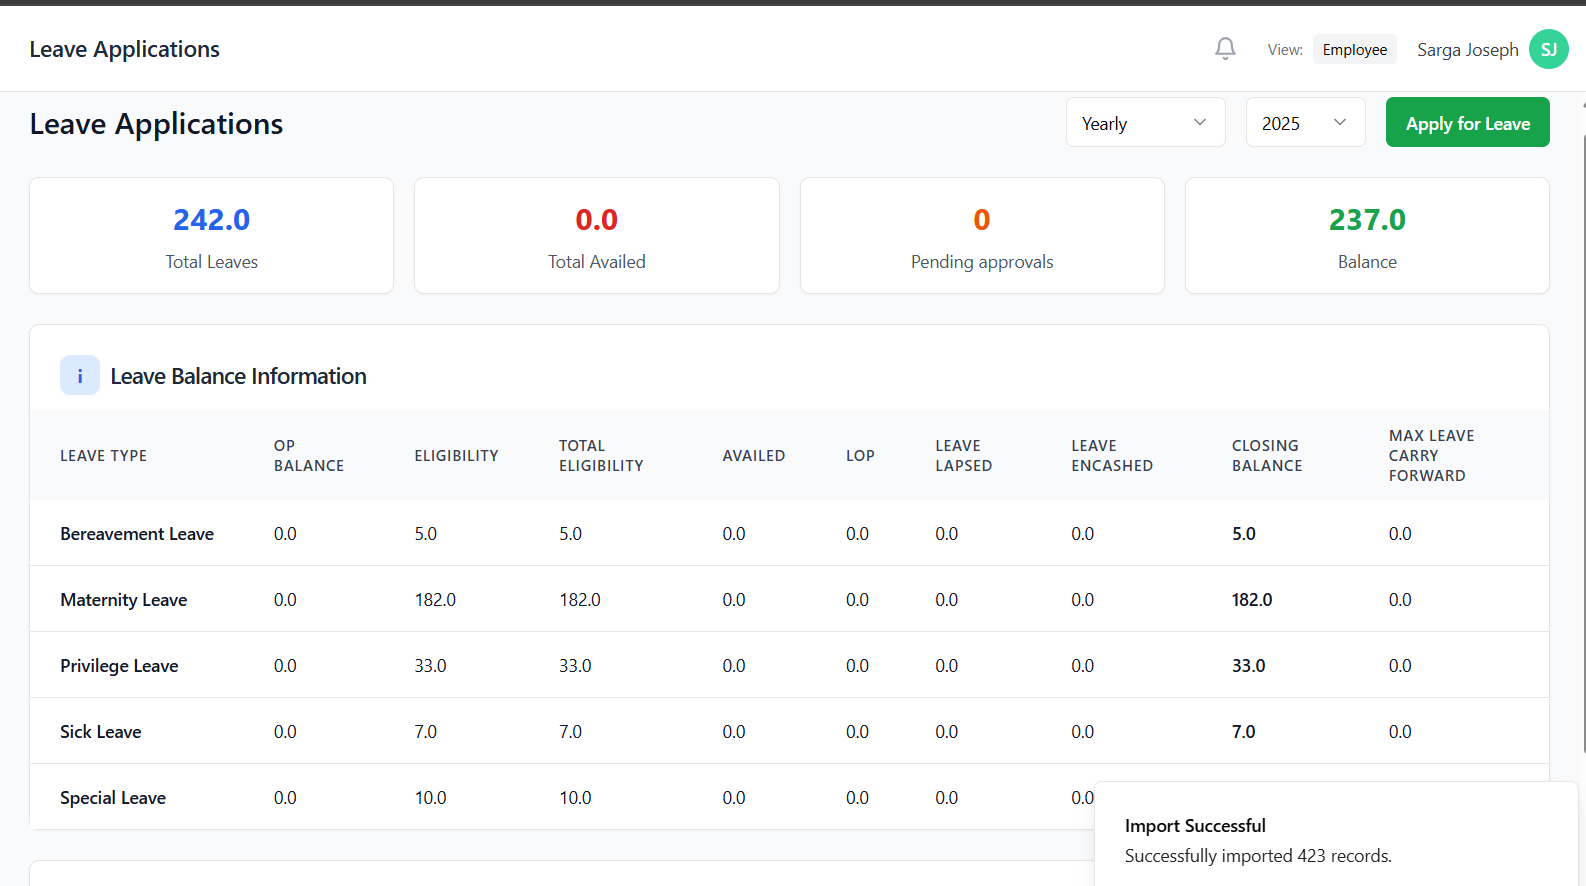 Leave Applications
View: Employee Sarga Joseph SJ
Leave Applications
Yearly 2025 Apply for Leave
242.0 0.0 0 237.0
Total Leaves Total Availed Pending approvals Balance
i Leave Balance Information
LEAVE TYPE OP BALANCE ELIGIBILITY TOTAL ELIGIBILITY AVAILED LOP LEAVE LAPSED LEAVE ENCASHED CLOSING BALANCE MAX LEAVE CARRY FORWARD
Bereavement Leave 0.0 5.0 5.0 0.0 0.0 0.0 0.0 5.0 0.0
Maternity Leave 0.0 182.0 182.0 0.0 0.0 0.0 0.0 182.0 0.0
Privilege Leave 0.0 33.0 33.0 0.0 0.0 0.0 0.0 33.0 0.0
Sick Leave 0.0 7.0 7.0 0.0 0.0 0.0 0.0 7.0 0.0
Special Leave 0.0 10.0 10.0 0.0 0.0 0.0 0.0
Import Successful
Successfully imported 423 records.